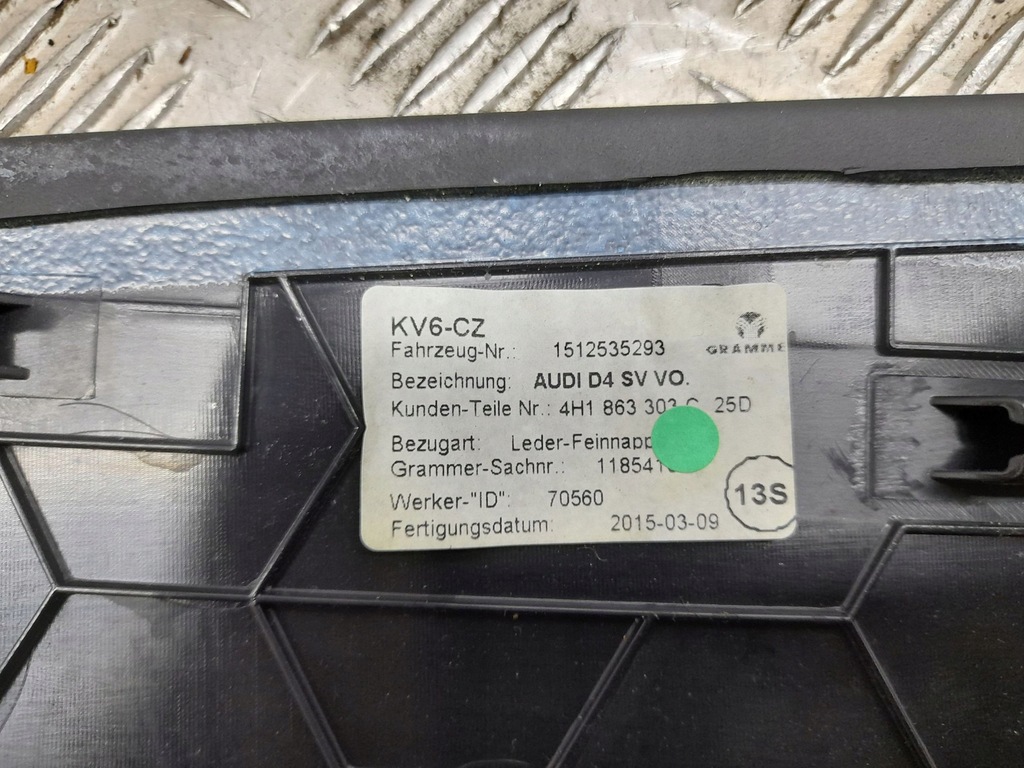 KV6-CZ
GRAMME
Fahrzeug-Nr.: 1512535293
Bezeichnung: AUDI D4 SV VO.
Kunden-Teile Nr.: 4H1 863 303 25D
Bezugart: Leder-Feinnapp
Grammer-Sachnr.: 118541
13S
Werker-"ID": 70560
Fertigungsdatum: 2015-03-09